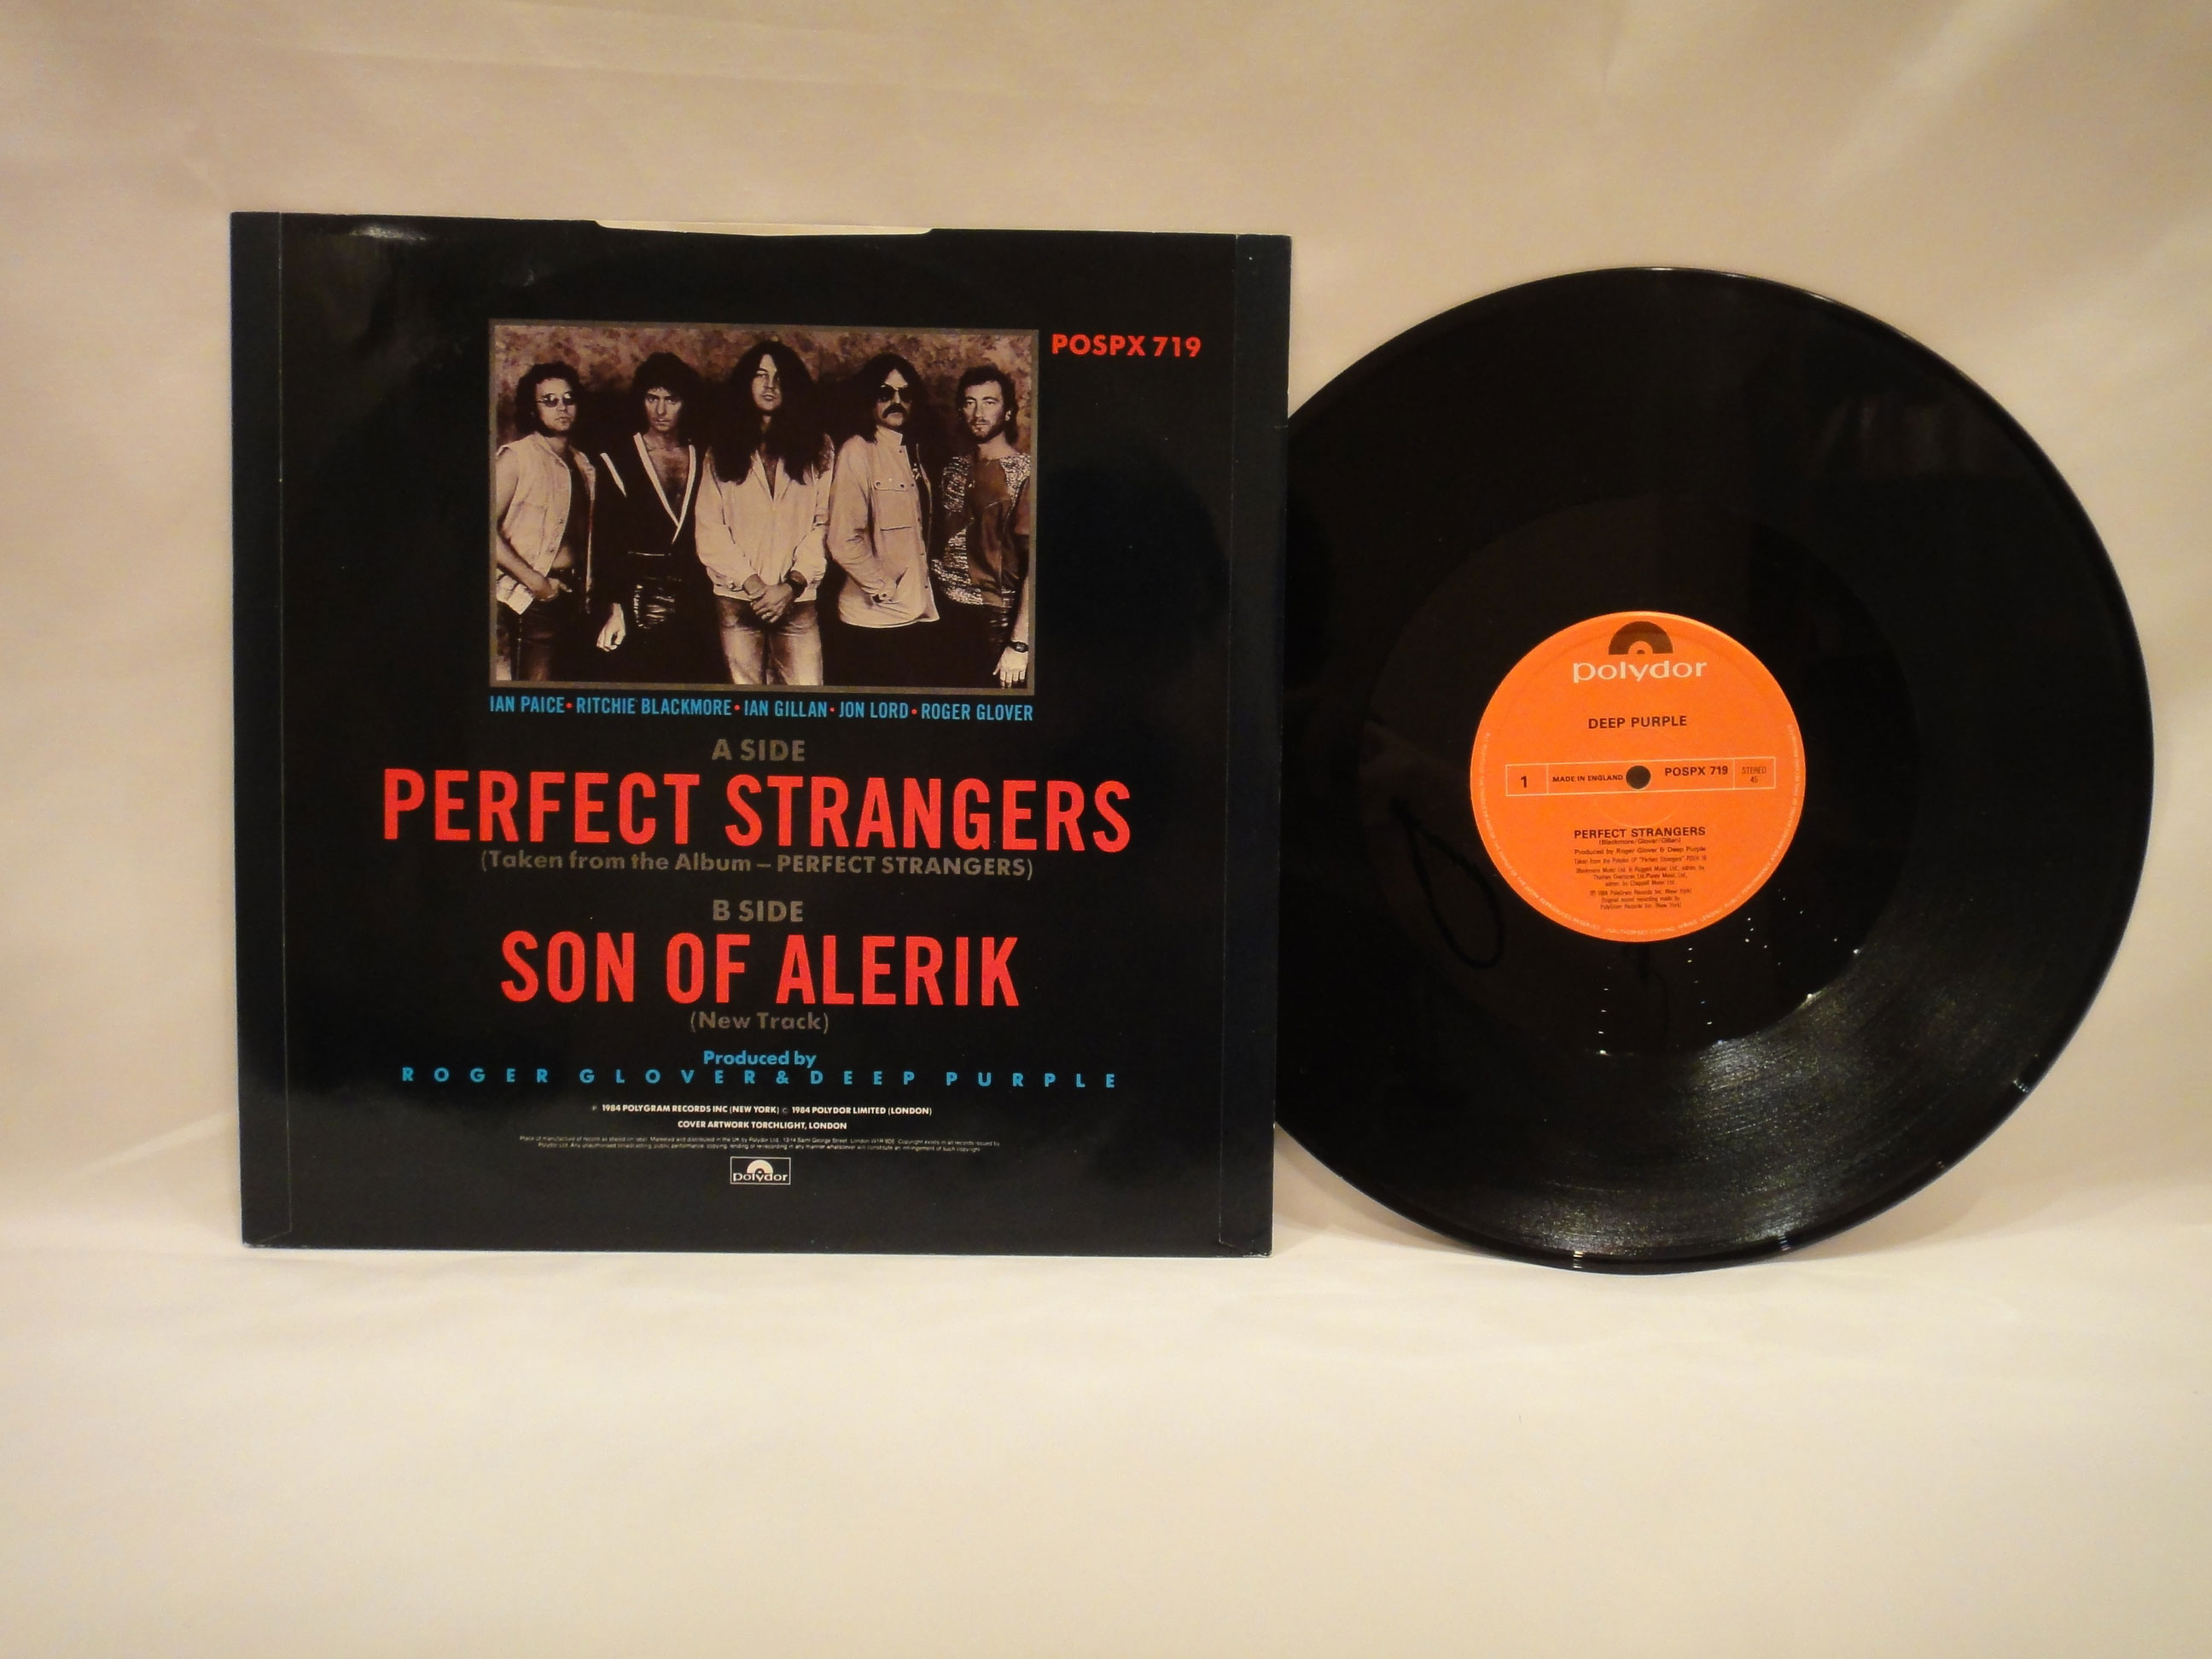 POSPX 719
IAN PAICE • RITCHIE BLACKMORE • IAN GILLAN • JON LORD • ROGER GLOVER
A SIDE
PERFECT STRANGERS
(Taken from the Album – PERFECT STRANGERS)
B SIDE
SON OF ALERIK
(New Track)
Produced by
ROGER GLOVER & DEEP PURPLE
℗ 1984 POLYGRAM RECORDS INC (NEW YORK) © 1984 POLYDOR LIMITED (LONDON)
COVER ARTWORK TORCHLIGHT, LONDON
polydor
polydor
DEEP PURPLE
1 MADE IN ENGLAND POSPX 719 STEREO 45
PERFECT STRANGERS
(Blackmore/Glover/Gillan)
Produced by Roger Glover & Deep Purple